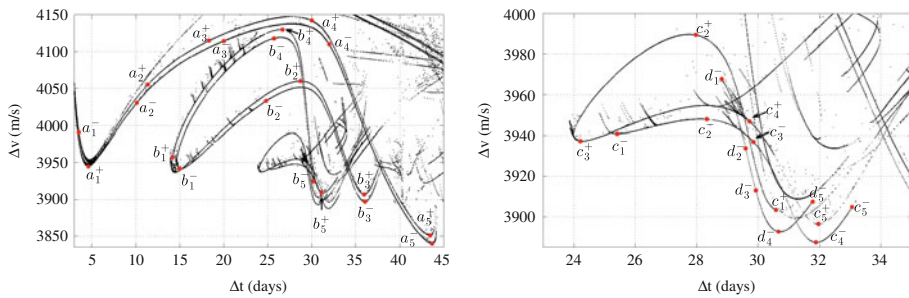 4150
4100
4050
4000
3950
3900
3850
Δv (m/s)
5 10 15 20 25 30 35 40 45
Δt (days)
a₁⁻
a₁⁺
a₂⁺
a₂⁻
a₃⁺
a₃⁻
a₄⁺
a₄⁻
a₅⁺
a₅⁻
b₁⁺
b₁⁻
b₂⁺
b₂⁻
b₃⁺
b₃⁻
b₄⁺
b₄⁻
b₅⁻
b₅⁺
4000
3980
3960
3940
3920
3900
Δv (m/s)
24 26 28 30 32 34
Δt (days)
c₂⁺
d₁⁻
c₄⁺
c₃⁺
c₁⁻
c₂⁻
c₃⁻
d₂⁻
d₃⁻
c₁⁺
d₅⁻
c₅⁺
c₅⁻
d₄⁻
c₄⁻